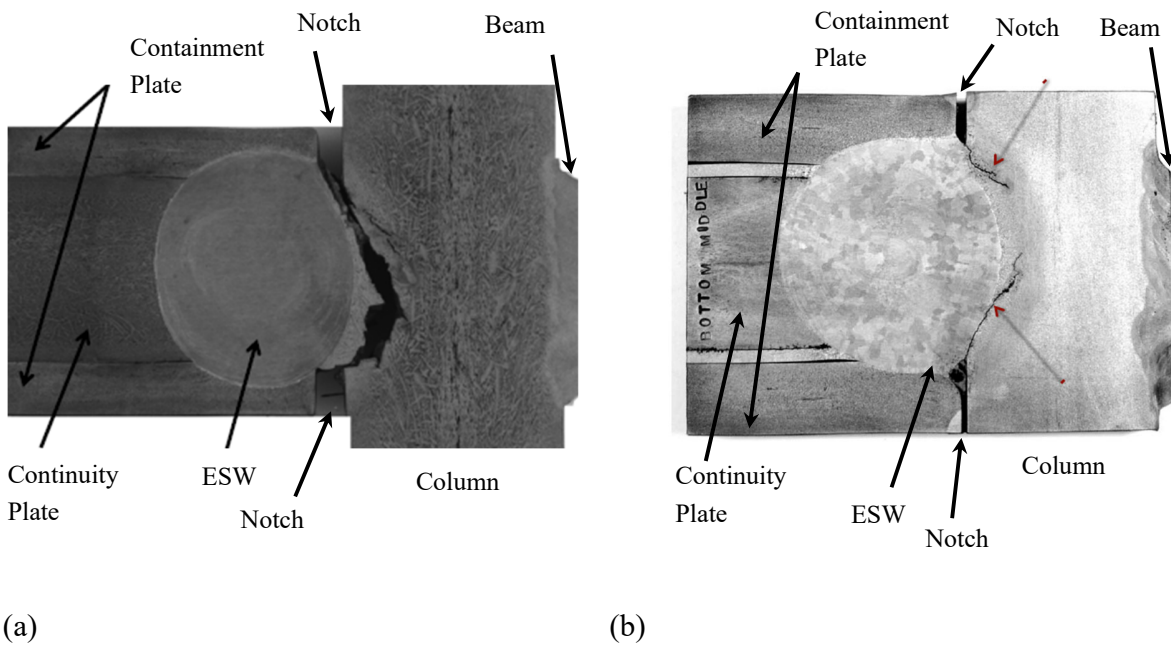 Containment
Plate
Notch
Beam
Continuity
Plate
ESW
Notch
Column
(a)
Containment
Plate
Notch
Beam
BOTTOM MIDDLE
Continuity
Plate
ESW
Notch
Column
(b)